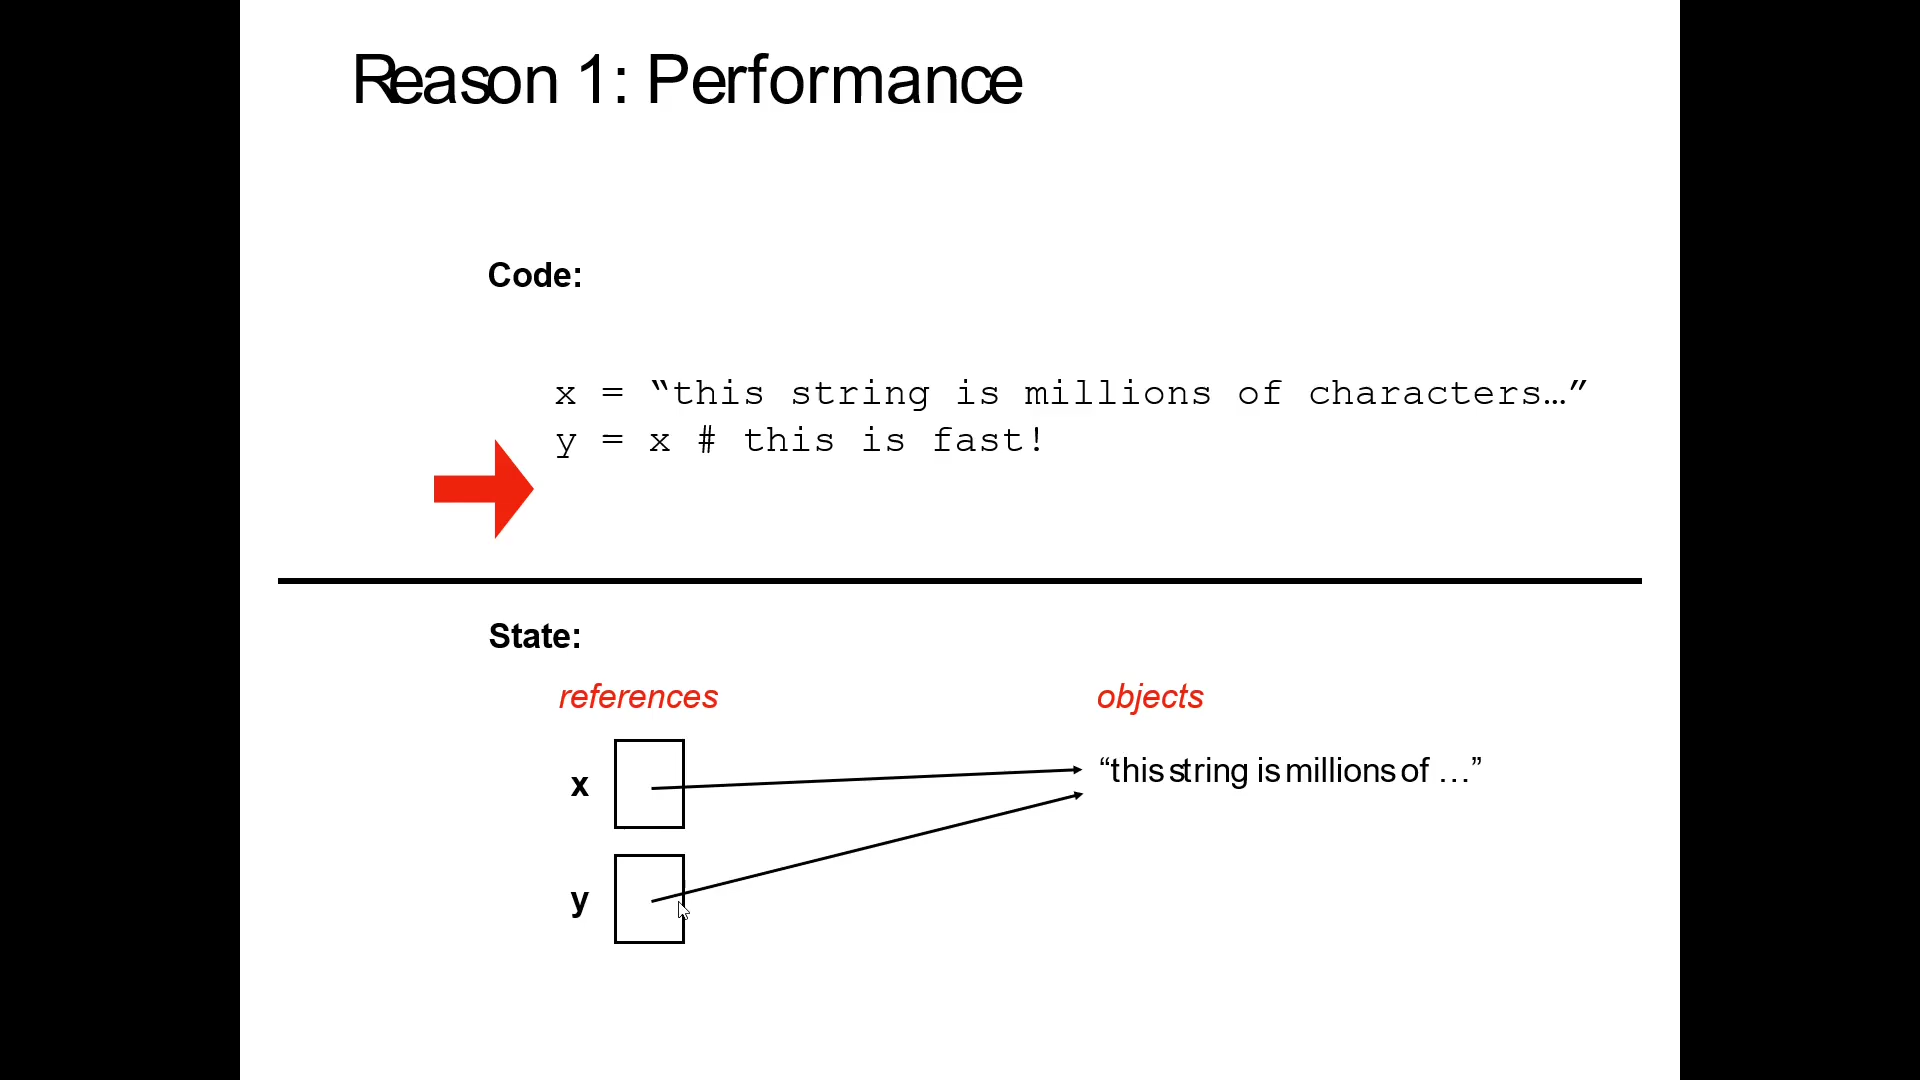 Reason 1: Performance
Code:
x = “this string is millions of characters…”
y = x # this is fast!
State:
references
objects
x
“this string is millions of …”
y